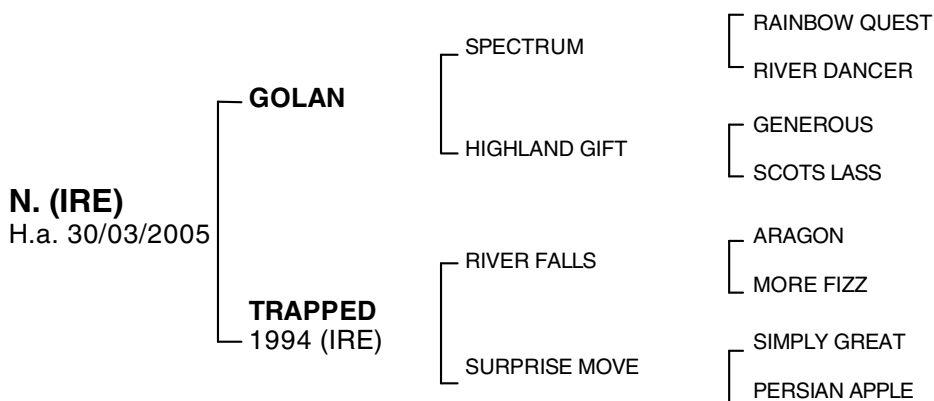 RAINBOW QUEST
SPECTRUM
RIVER DANCER
GOLAN
GENEROUS
HIGHLAND GIFT
SCOTS LASS
N. (IRE)
H.a. 30/03/2005
ARAGON
RIVER FALLS
MORE FIZZ
TRAPPED
1994 (IRE)
SIMPLY GREAT
SURPRISE MOVE
PERSIAN APPLE